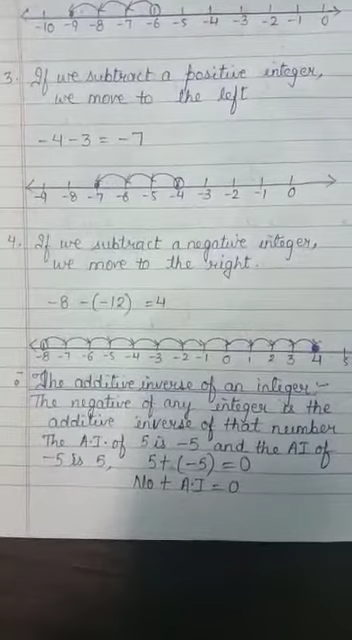 -10 -9 -8 -7 -6 -5 -4 -3 -2 -1 0
3. If we subtract a positive integer,
we move to the left
-4-3 = -7
-9 -8 -7 -6 -5 -4 -3 -2 -1 0
4. If we subtract a negative integer,
we move to the right.
-8 -(-12) =4
-8 -7 -6 -5 -4 -3 -2 -1 0 1 2 3 4 5
The additive inverse of an integer:-
The negative of any integer is the
additive inverse of that number
The A.I. of 5 is -5 and the AI of
-5 is 5, 5+(-5) = 0
No + A.I = 0